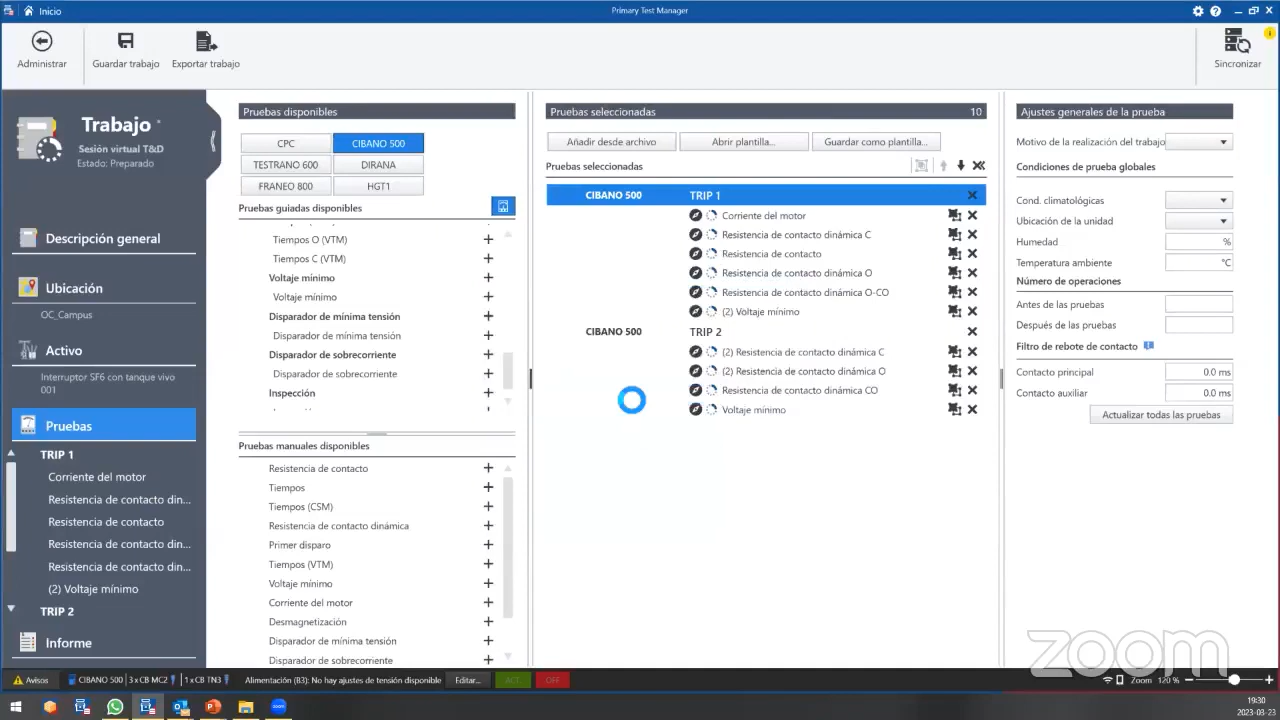 Inicio
Primary Test Manager
Administrar
Guardar trabajo
Exportar trabajo
Sincronizar
Trabajo *
Sesión virtual T&D
Estado: Preparado
Descripción general
Ubicación
OC_Campus
Activo
Interruptor SF6 con tanque vivo
001
Pruebas
TRIP 1
Corriente del motor
Resistencia de contacto din...
Resistencia de contacto
Resistencia de contacto din...
Resistencia de contacto din...
(2) Voltaje mínimo
TRIP 2
Informe
Pruebas disponibles
CPC
CIBANO 500
TESTRANO 600
DIRANA
FRANEO 800
HGT1
Pruebas guiadas disponibles
Tiempos O (VTM)
Tiempos C (VTM)
Voltaje mínimo
Voltaje mínimo
Disparador de mínima tensión
Disparador de mínima tensión
Disparador de sobrecorriente
Disparador de sobrecorriente
Inspección
Pruebas manuales disponibles
Resistencia de contacto
Tiempos
Tiempos (CSM)
Resistencia de contacto dinámica
Primer disparo
Tiempos (VTM)
Voltaje mínimo
Corriente del motor
Desmagnetización
Disparador de mínima tensión
Disparador de sobrecorriente
Pruebas seleccionadas 10
Añadir desde archivo
Abrir plantilla...
Guardar como plantilla...
Pruebas seleccionadas
CIBANO 500 TRIP 1
Corriente del motor
Resistencia de contacto dinámica C
Resistencia de contacto
Resistencia de contacto dinámica O
Resistencia de contacto dinámica O-CO
(2) Voltaje mínimo
CIBANO 500 TRIP 2
(2) Resistencia de contacto dinámica C
(2) Resistencia de contacto dinámica O
Resistencia de contacto dinámica CO
Voltaje mínimo
Ajustes generales de la prueba
Motivo de la realización del trabajo
Condiciones de prueba globales
Cond. climatológicas
Ubicación de la unidad
Humedad %
Temperatura ambiente °C
Número de operaciones
Antes de las pruebas
Después de las pruebas
Filtro de rebote de contacto
Contacto principal 0.0 ms
Contacto auxiliar 0.0 ms
Actualizar todas las pruebas
zoom
Avisos
CIBANO 500 | 3 x CB MC2 | 1 x CB TN3
Alimentación (B3): No hay ajustes de tensión disponible
Editar...
ACT.
OFF
Zoom 120 %
zoom
19:30
2023-03-23